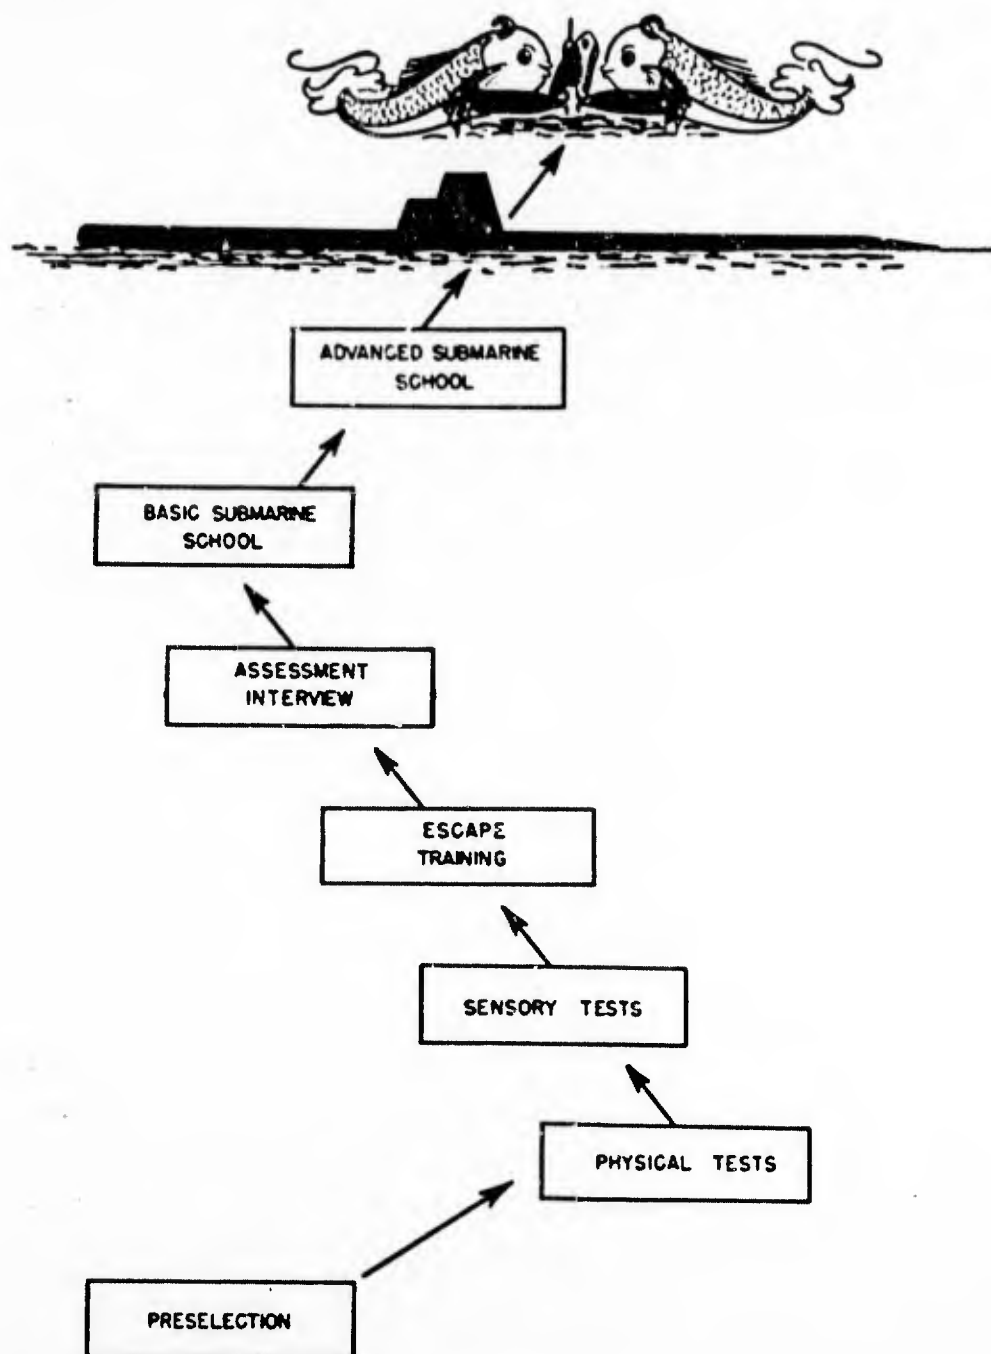 ADVANCED SUBMARINE
SCHOOL
BASIC SUBMARINE
SCHOOL
ASSESSMENT
INTERVIEW
ESCAPE
TRAINING
SENSORY TESTS
PHYSICAL TESTS
PRESELECTION